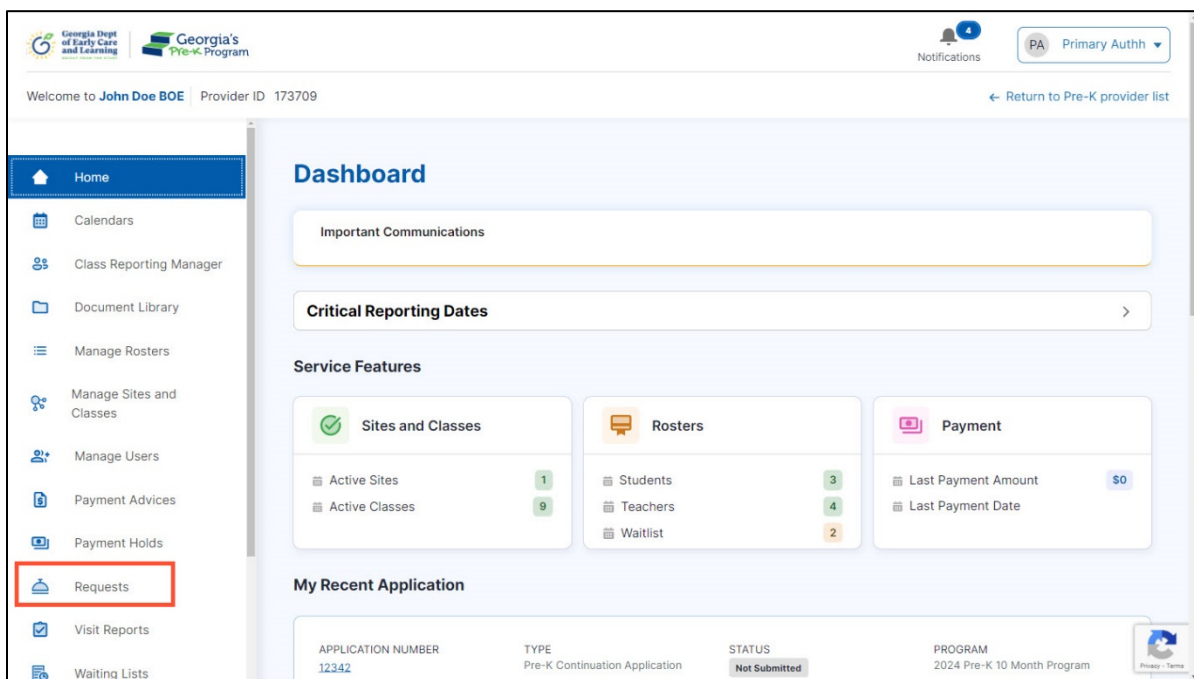 Georgia Dept
of Early Care
and Learning
BRIGHT FROM THE START
Georgia's
Pre-K Program
4
Notifications
PA Primary Authh
Welcome to John Doe BOE Provider ID 173709
← Return to Pre-K provider list
Home
Calendars
Class Reporting Manager
Document Library
Manage Rosters
Manage Sites and
Classes
Manage Users
Payment Advices
Payment Holds
Requests
Visit Reports
Waiting Lists
Dashboard
Important Communications
Critical Reporting Dates
Service Features
Sites and Classes
Active Sites 1
Active Classes 9
Rosters
Students 3
Teachers 4
Waitlist 2
Payment
Last Payment Amount $0
Last Payment Date
My Recent Application
APPLICATION NUMBER TYPE STATUS PROGRAM
12342 Pre-K Continuation Application Not Submitted 2024 Pre-K 10 Month Program
Privacy - Terms